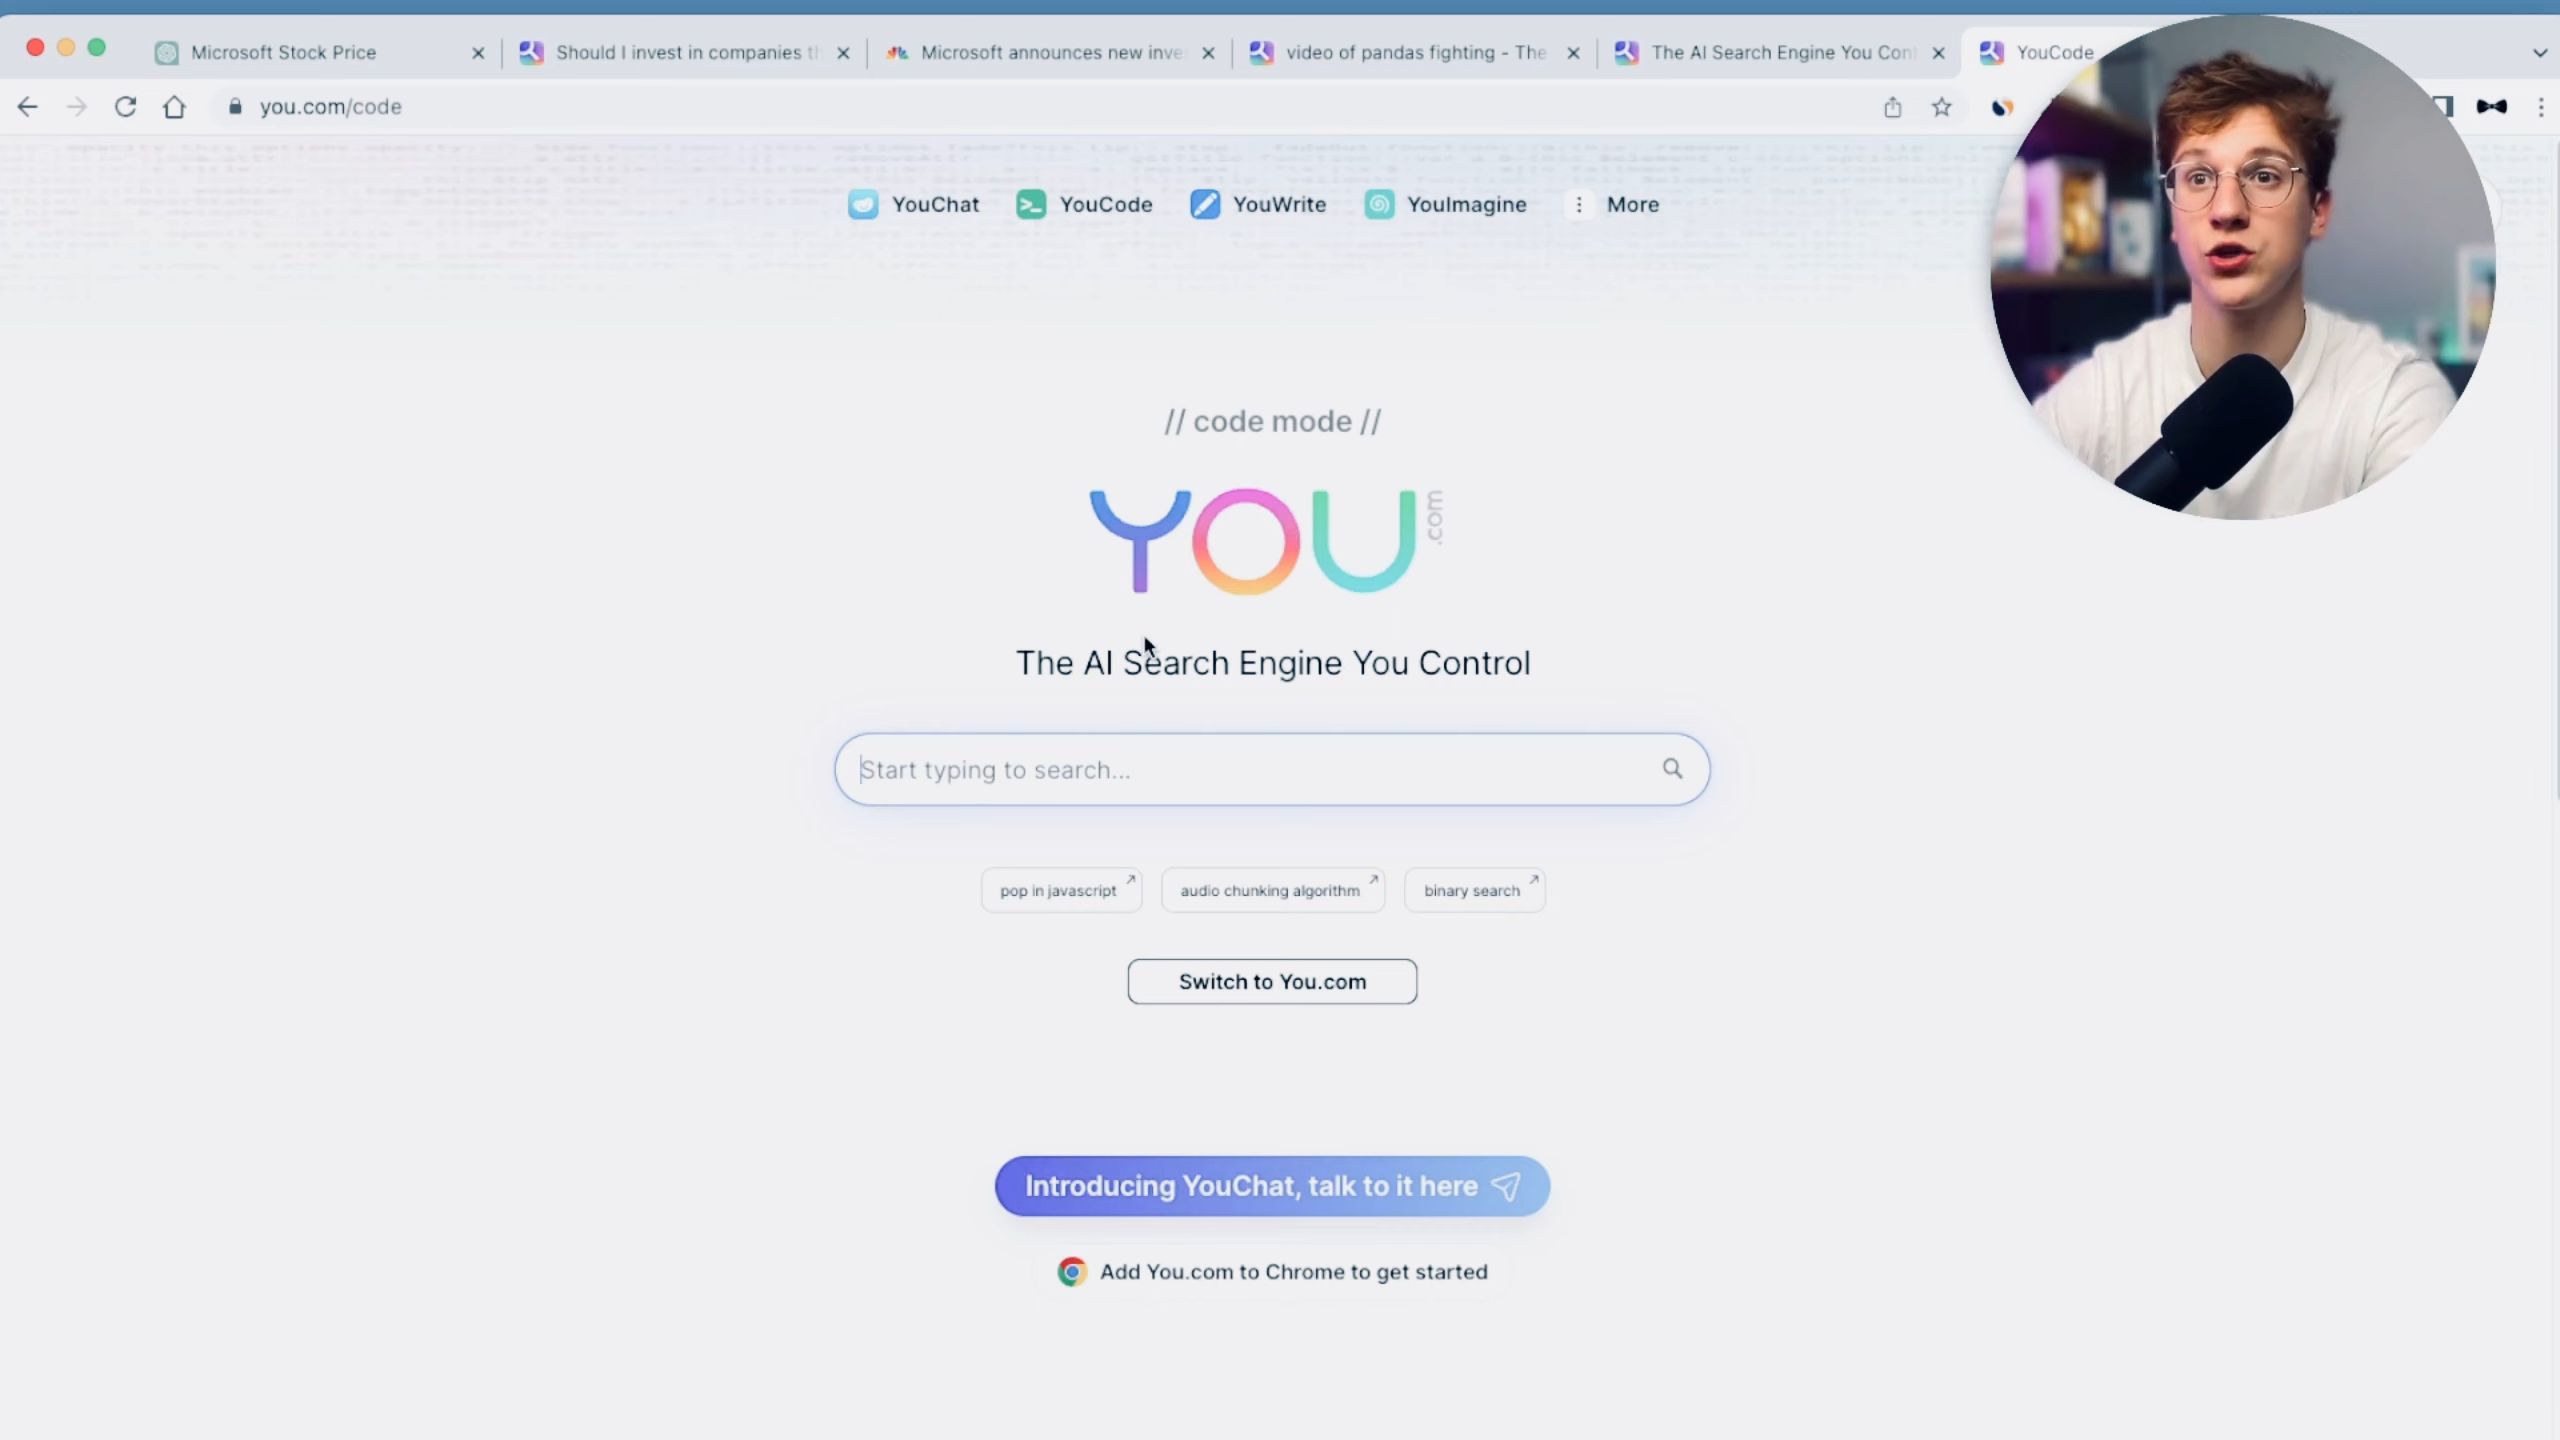 Microsoft Stock Price
Should I invest in companies th
Microsoft announces new inve
video of pandas fighting - The
The AI Search Engine You Con
YouCode
you.com/code
YouChat
YouCode
YouWrite
YouImagine
More
// code mode //
YOU.com
The AI Search Engine You Control
Start typing to search...
pop in javascript
audio chunking algorithm
binary search
Switch to You.com
Introducing YouChat, talk to it here
Add You.com to Chrome to get started